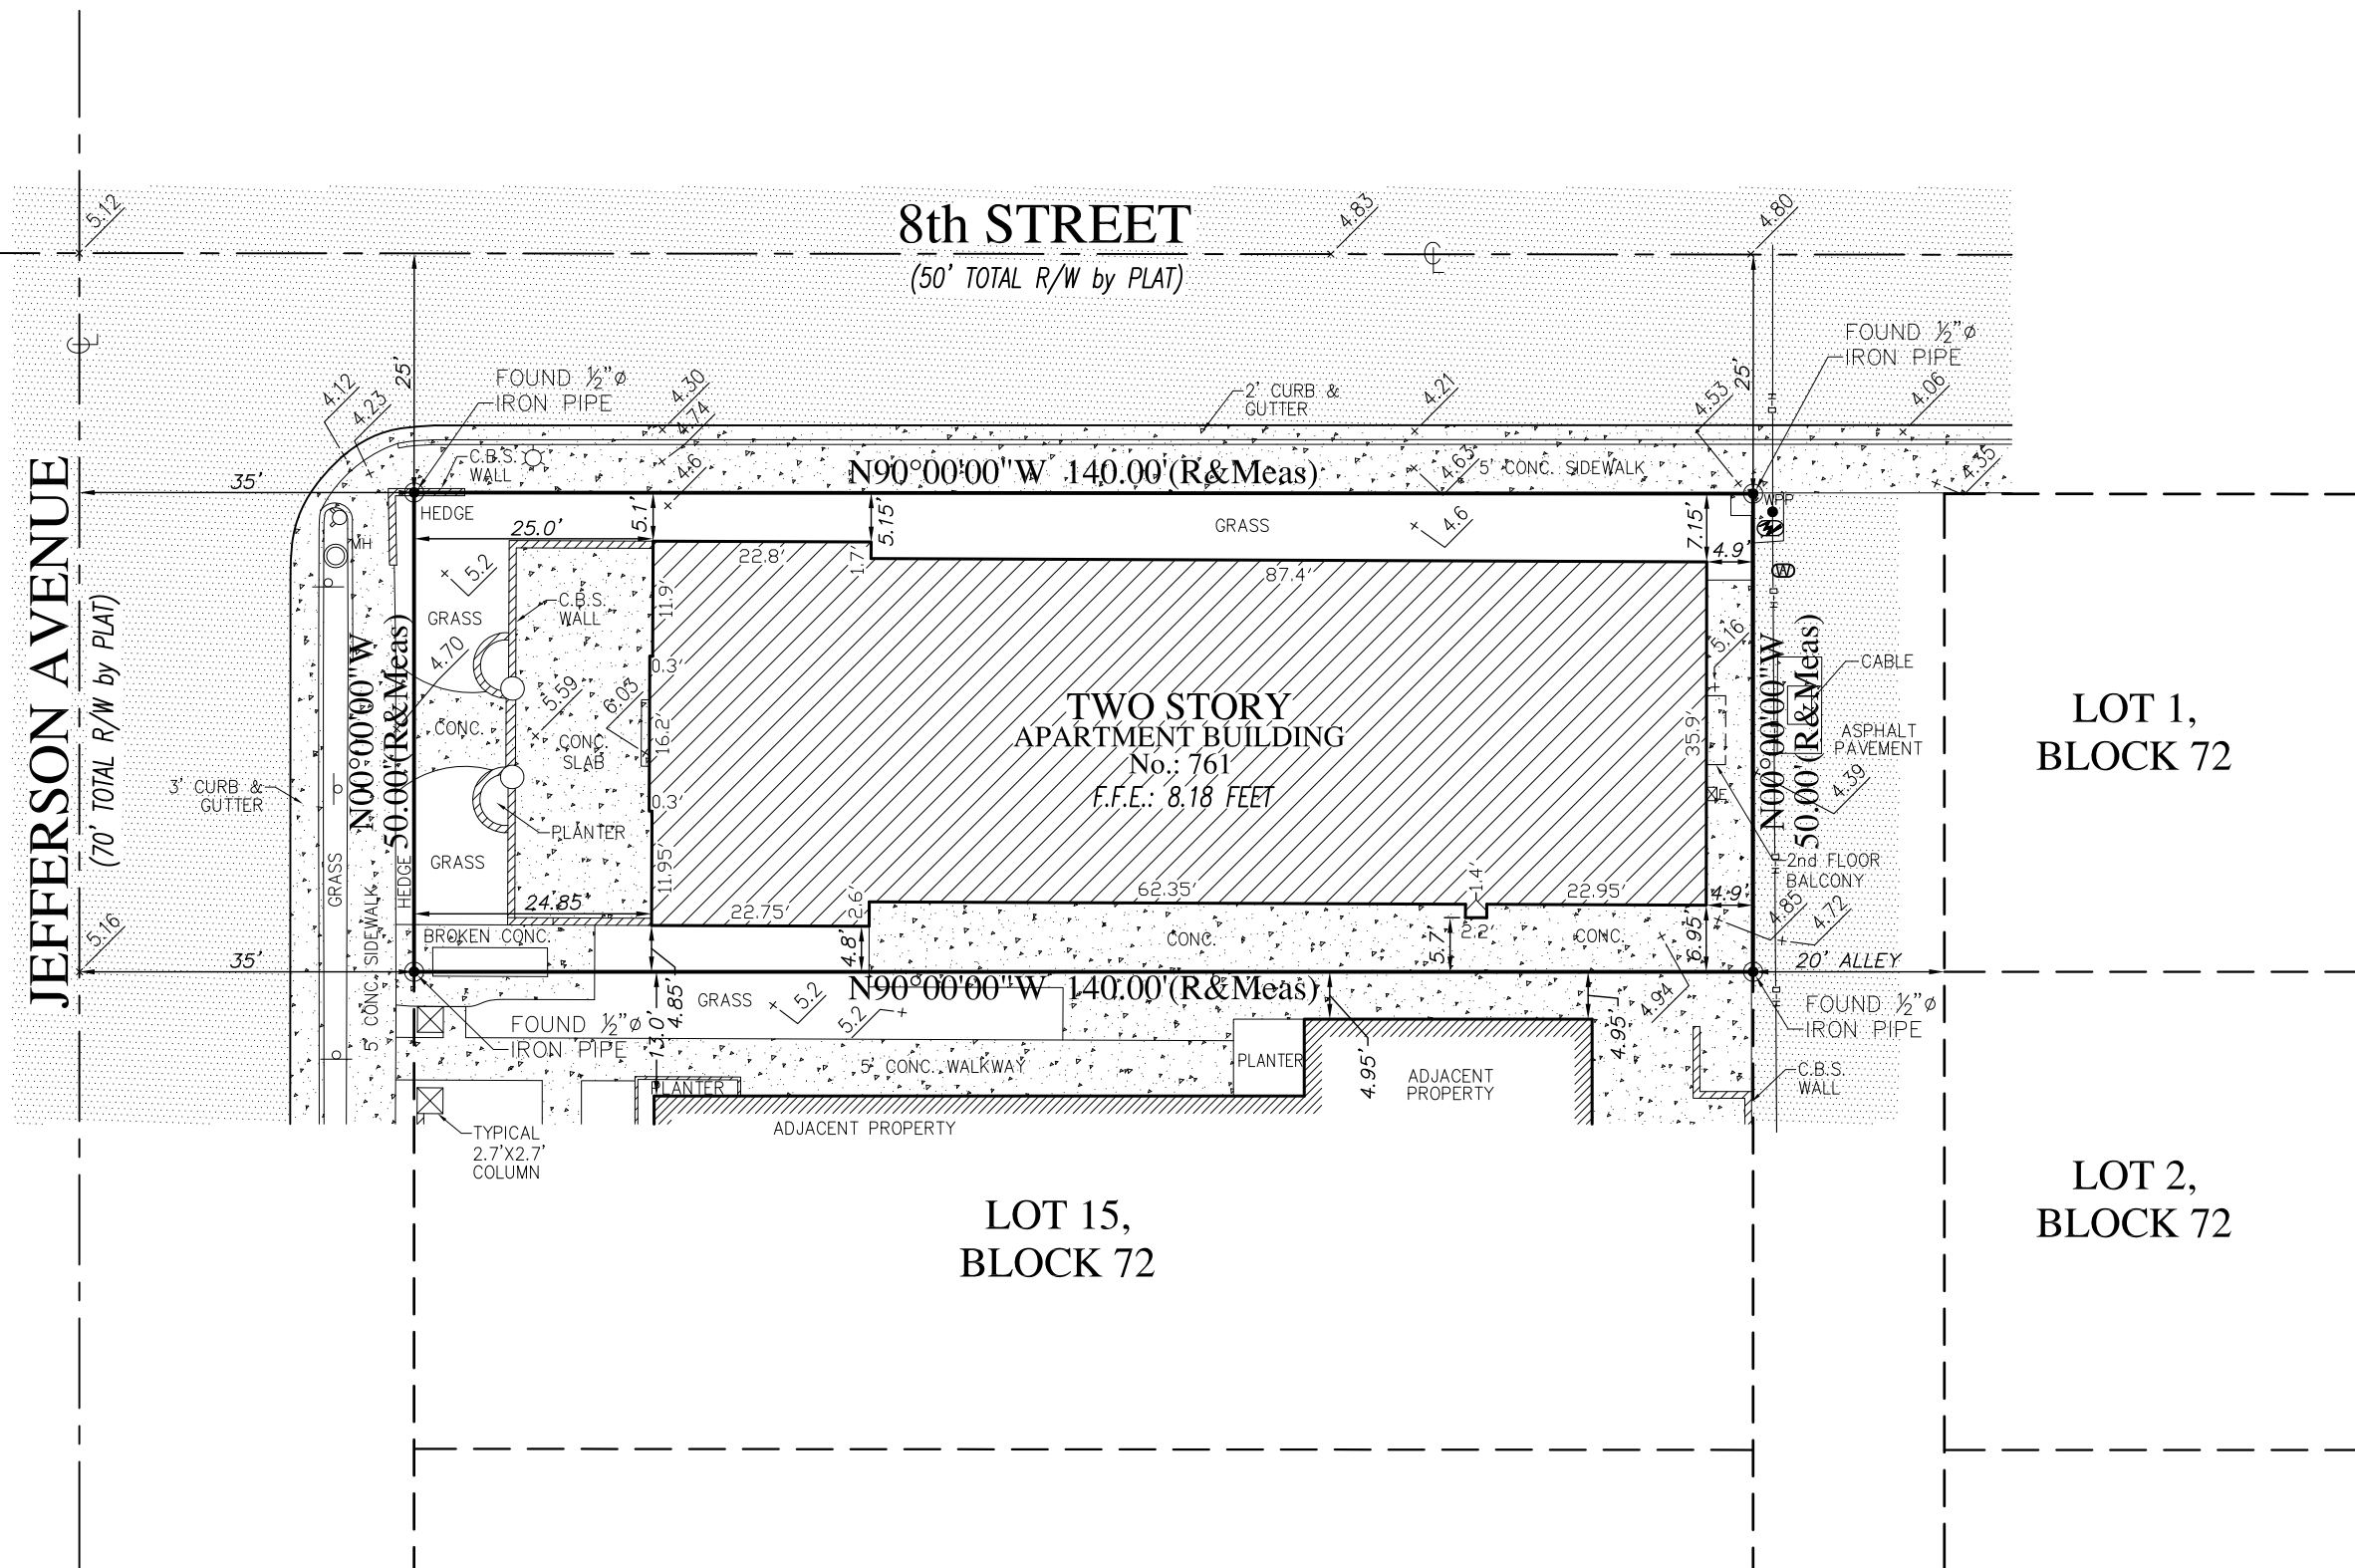 5.12
8th STREET
4.83
4.80
(50' TOTAL R/W by PLAT)
25'
25'
FOUND ½"ø
IRON PIPE
FOUND ½"ø
IRON PIPE
4.12
4.23
4.30
4.74
4.6
2' CURB &
GUTTER
4.21
4.53
4.06
C.B.S.
WALL
N90°00'00"W 140.00'(R&Meas)
4.63
5' CONC. SIDEWALK
4.35
35'
HEDGE
25.0'
5.1'
5.15'
GRASS
4.6
7.15'
WPP
4.9'
MH
22.8'
1.7'
87.4'
W
JEFFERSON AVENUE
(70' TOTAL R/W by PLAT)
5.2
GRASS
C.B.S.
WALL
11.9'
4.70
N00°00'00"W
50.00'(R&Meas)
0.3'
5.59
6.03
CONC.
CONC.
SLAB
16.2'
TWO STORY
APARTMENT BUILDING
No.: 761
F.F.E.: 8.18 FEET
35.9'
5.16
N00°00'00"W
50.00'(R&Meas)
CABLE
ASPHALT
PAVEMENT
4.39
LOT 1,
BLOCK 72
3' CURB &
GUTTER
0.3'
E
PLANTER
GRASS
GRASS
HEDGE
5' CONC. SIDEWALK
11.95'
2nd FLOOR
BALCONY
24.85'
22.75'
2.6'
62.35'
1.4'
22.95'
4.9'
4.85
4.72
5.16
BROKEN CONC.
4.8'
CONC.
5.7'
2.2'
CONC.
6.95'
35'
20' ALLEY
N90°00'00"W 140.00'(R&Meas)
4.85'
13.0'
GRASS
5.2
5.2
4.94
FOUND ½"ø
IRON PIPE
FOUND ½"ø
IRON PIPE
4.95'
4.95'
5' CONC. WALKWAY
PLANTER
PLANTER
ADJACENT
PROPERTY
C.B.S.
WALL
ADJACENT PROPERTY
TYPICAL
2.7'X2.7'
COLUMN
LOT 2,
BLOCK 72
LOT 15,
BLOCK 72